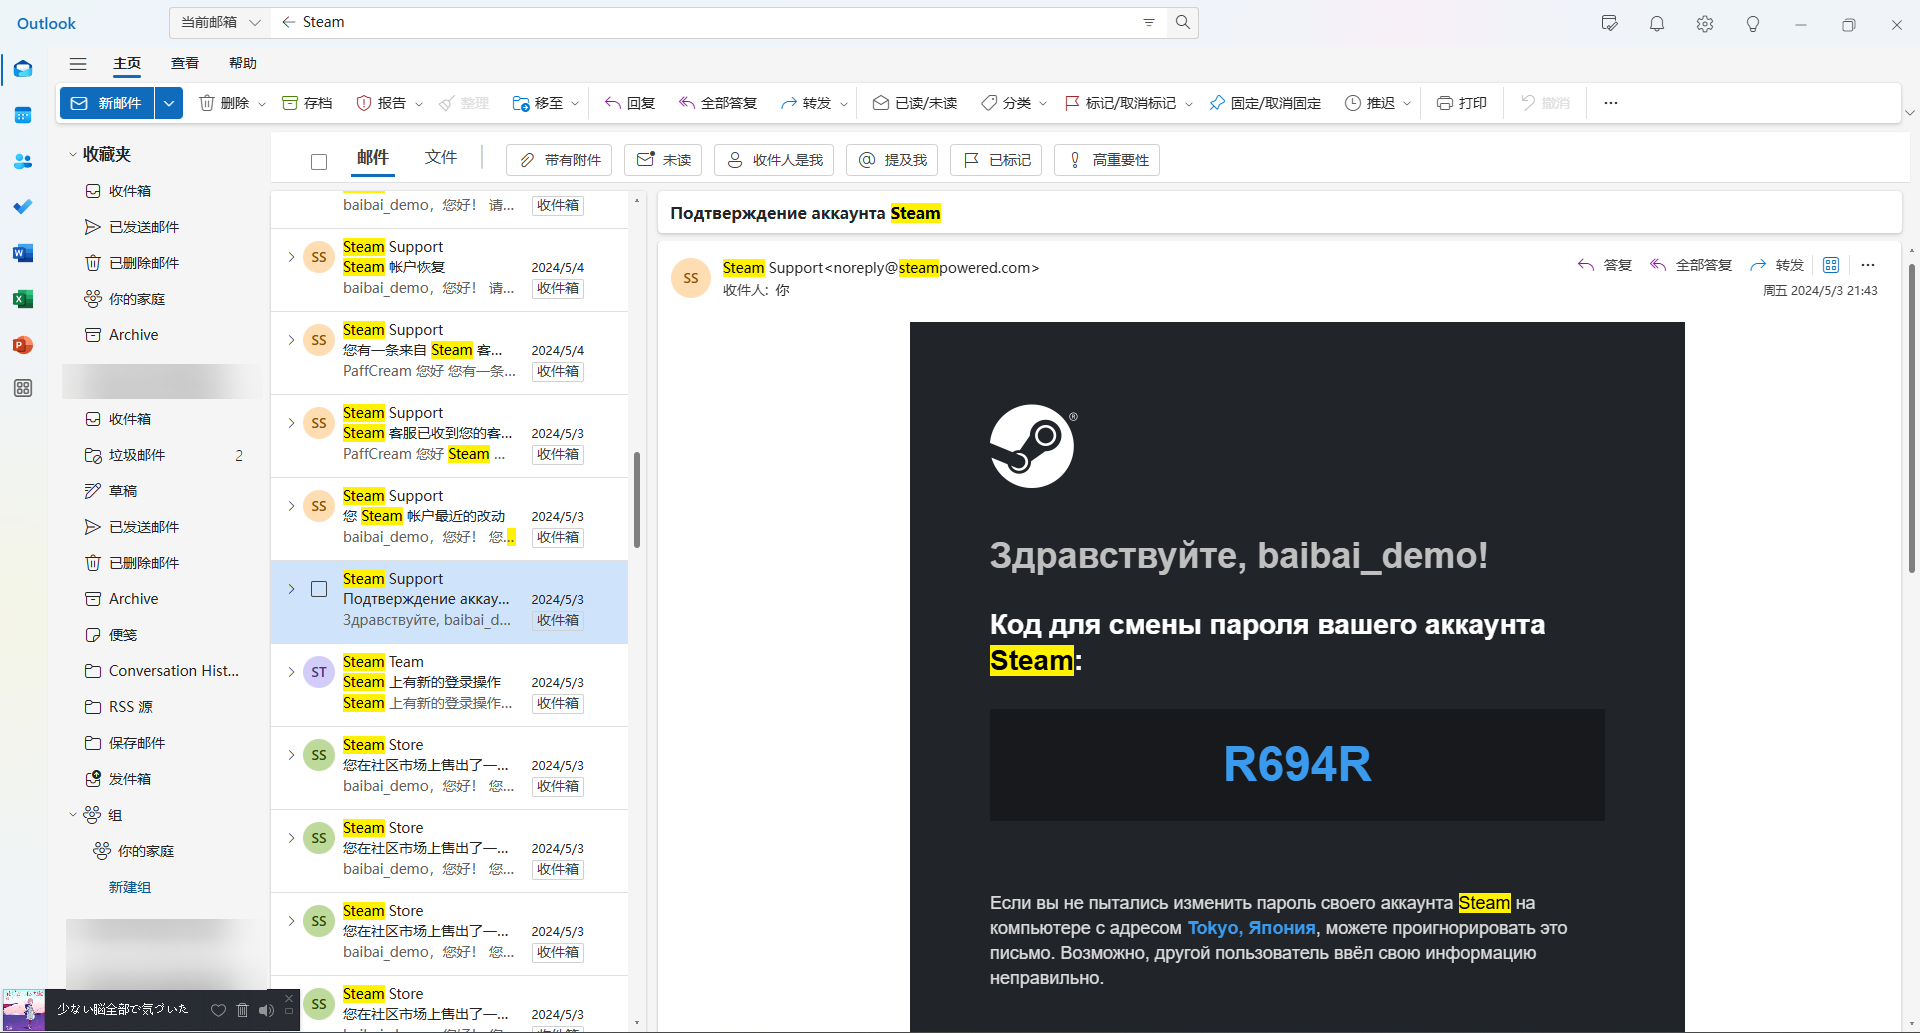 Outlook
当前邮箱
Steam
主页
查看
帮助
新邮件
删除
存档
报告
整理
移至
回复
全部答复
转发
已读/未读
分类
标记/取消标记
固定/取消固定
推迟
打印
撤消
收藏夹
收件箱
已发送邮件
已删除邮件
你的家庭
Archive
收件箱
垃圾邮件 2
草稿
已发送邮件
已删除邮件
Archive
便笺
Conversation Hist...
RSS 源
保存邮件
发件箱
组
你的家庭
新建组
少ない脳全部で気づいた
邮件
文件
带有附件
未读
收件人是我
提及我
已标记
高重要性
baibai_demo，您好！ 请... 收件箱
SS
Steam Support
Steam 帐户恢复 2024/5/4
baibai_demo，您好！ 请... 收件箱
SS
Steam Support
您有一条来自 Steam 客... 2024/5/4
PaffCream 您好 您有一条... 收件箱
SS
Steam Support
Steam 客服已收到您的客... 2024/5/3
PaffCream 您好 Steam ... 收件箱
SS
Steam Support
您 Steam 帐户最近的改动 2024/5/3
baibai_demo，您好！ 您... 收件箱
Steam Support
Подтверждение аккау... 2024/5/3
Здравствуйте, baibai_d... 收件箱
ST
Steam Team
Steam 上有新的登录操作 2024/5/3
Steam 上有新的登录操作... 收件箱
SS
Steam Store
您在社区市场上售出了一... 2024/5/3
baibai_demo，您好！ 您... 收件箱
SS
Steam Store
您在社区市场上售出了一... 2024/5/3
baibai_demo，您好！ 您... 收件箱
SS
Steam Store
您在社区市场上售出了一... 2024/5/3
baibai_demo，您好！ 您... 收件箱
SS
Steam Store
您在社区市场上售出了一... 2024/5/3
Подтверждение аккаунта Steam
SS
Steam Support<noreply@steampowered.com>
收件人: 你
答复
全部答复
转发
周五 2024/5/3 21:43
Здравствуйте, baibai_demo!
Код для смены пароля вашего аккаунта
Steam:
R694R
Если вы не пытались изменить пароль своего аккаунта Steam на
компьютере с адресом Tokyo, Япония, можете проигнорировать это
письмо. Возможно, другой пользователь ввёл свою информацию
неправильно.